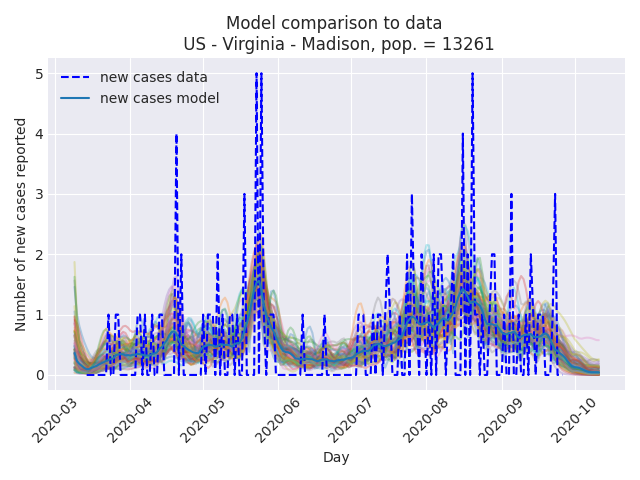 Model comparison to data
US - Virginia - Madison, pop. = 13261
new cases data
new cases model
Number of new cases reported
5
4
3
2
1
0
2020-03
2020-04
2020-05
2020-06
2020-07
2020-08
2020-09
2020-10
Day